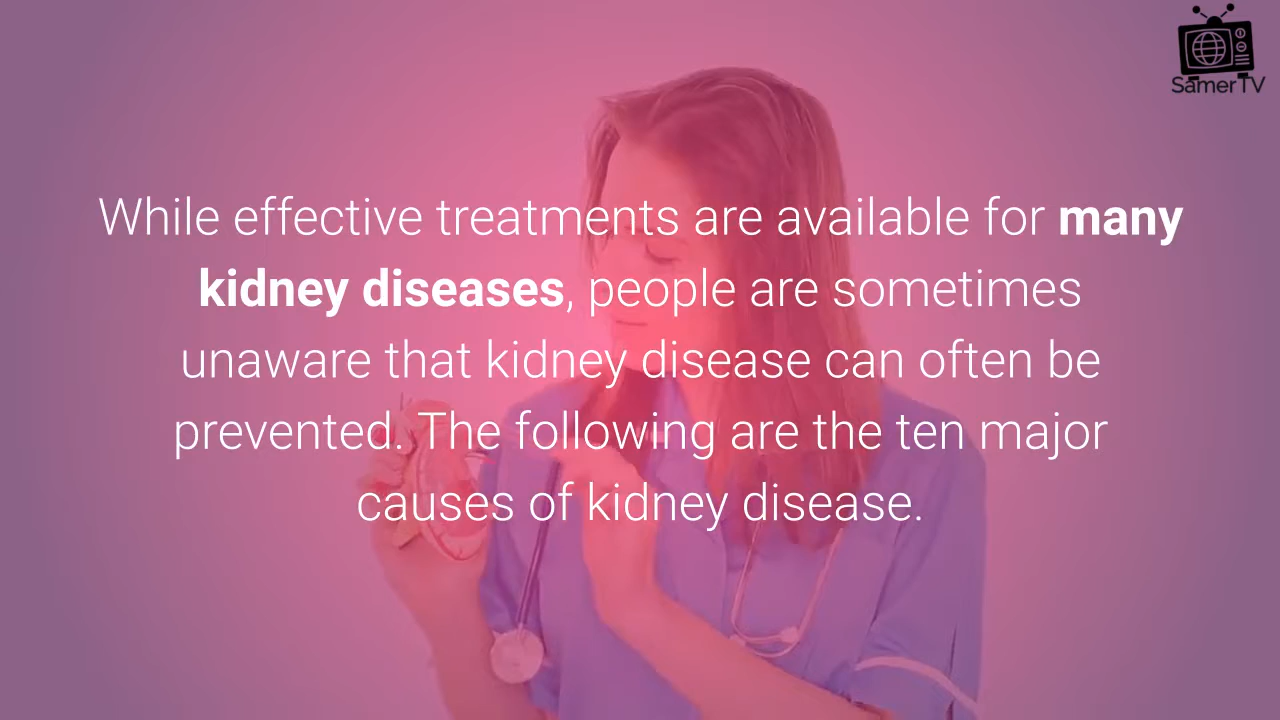 SamerTV
While effective treatments are available for many
kidney diseases, people are sometimes
unaware that kidney disease can often be
prevented. The following are the ten major
causes of kidney disease.